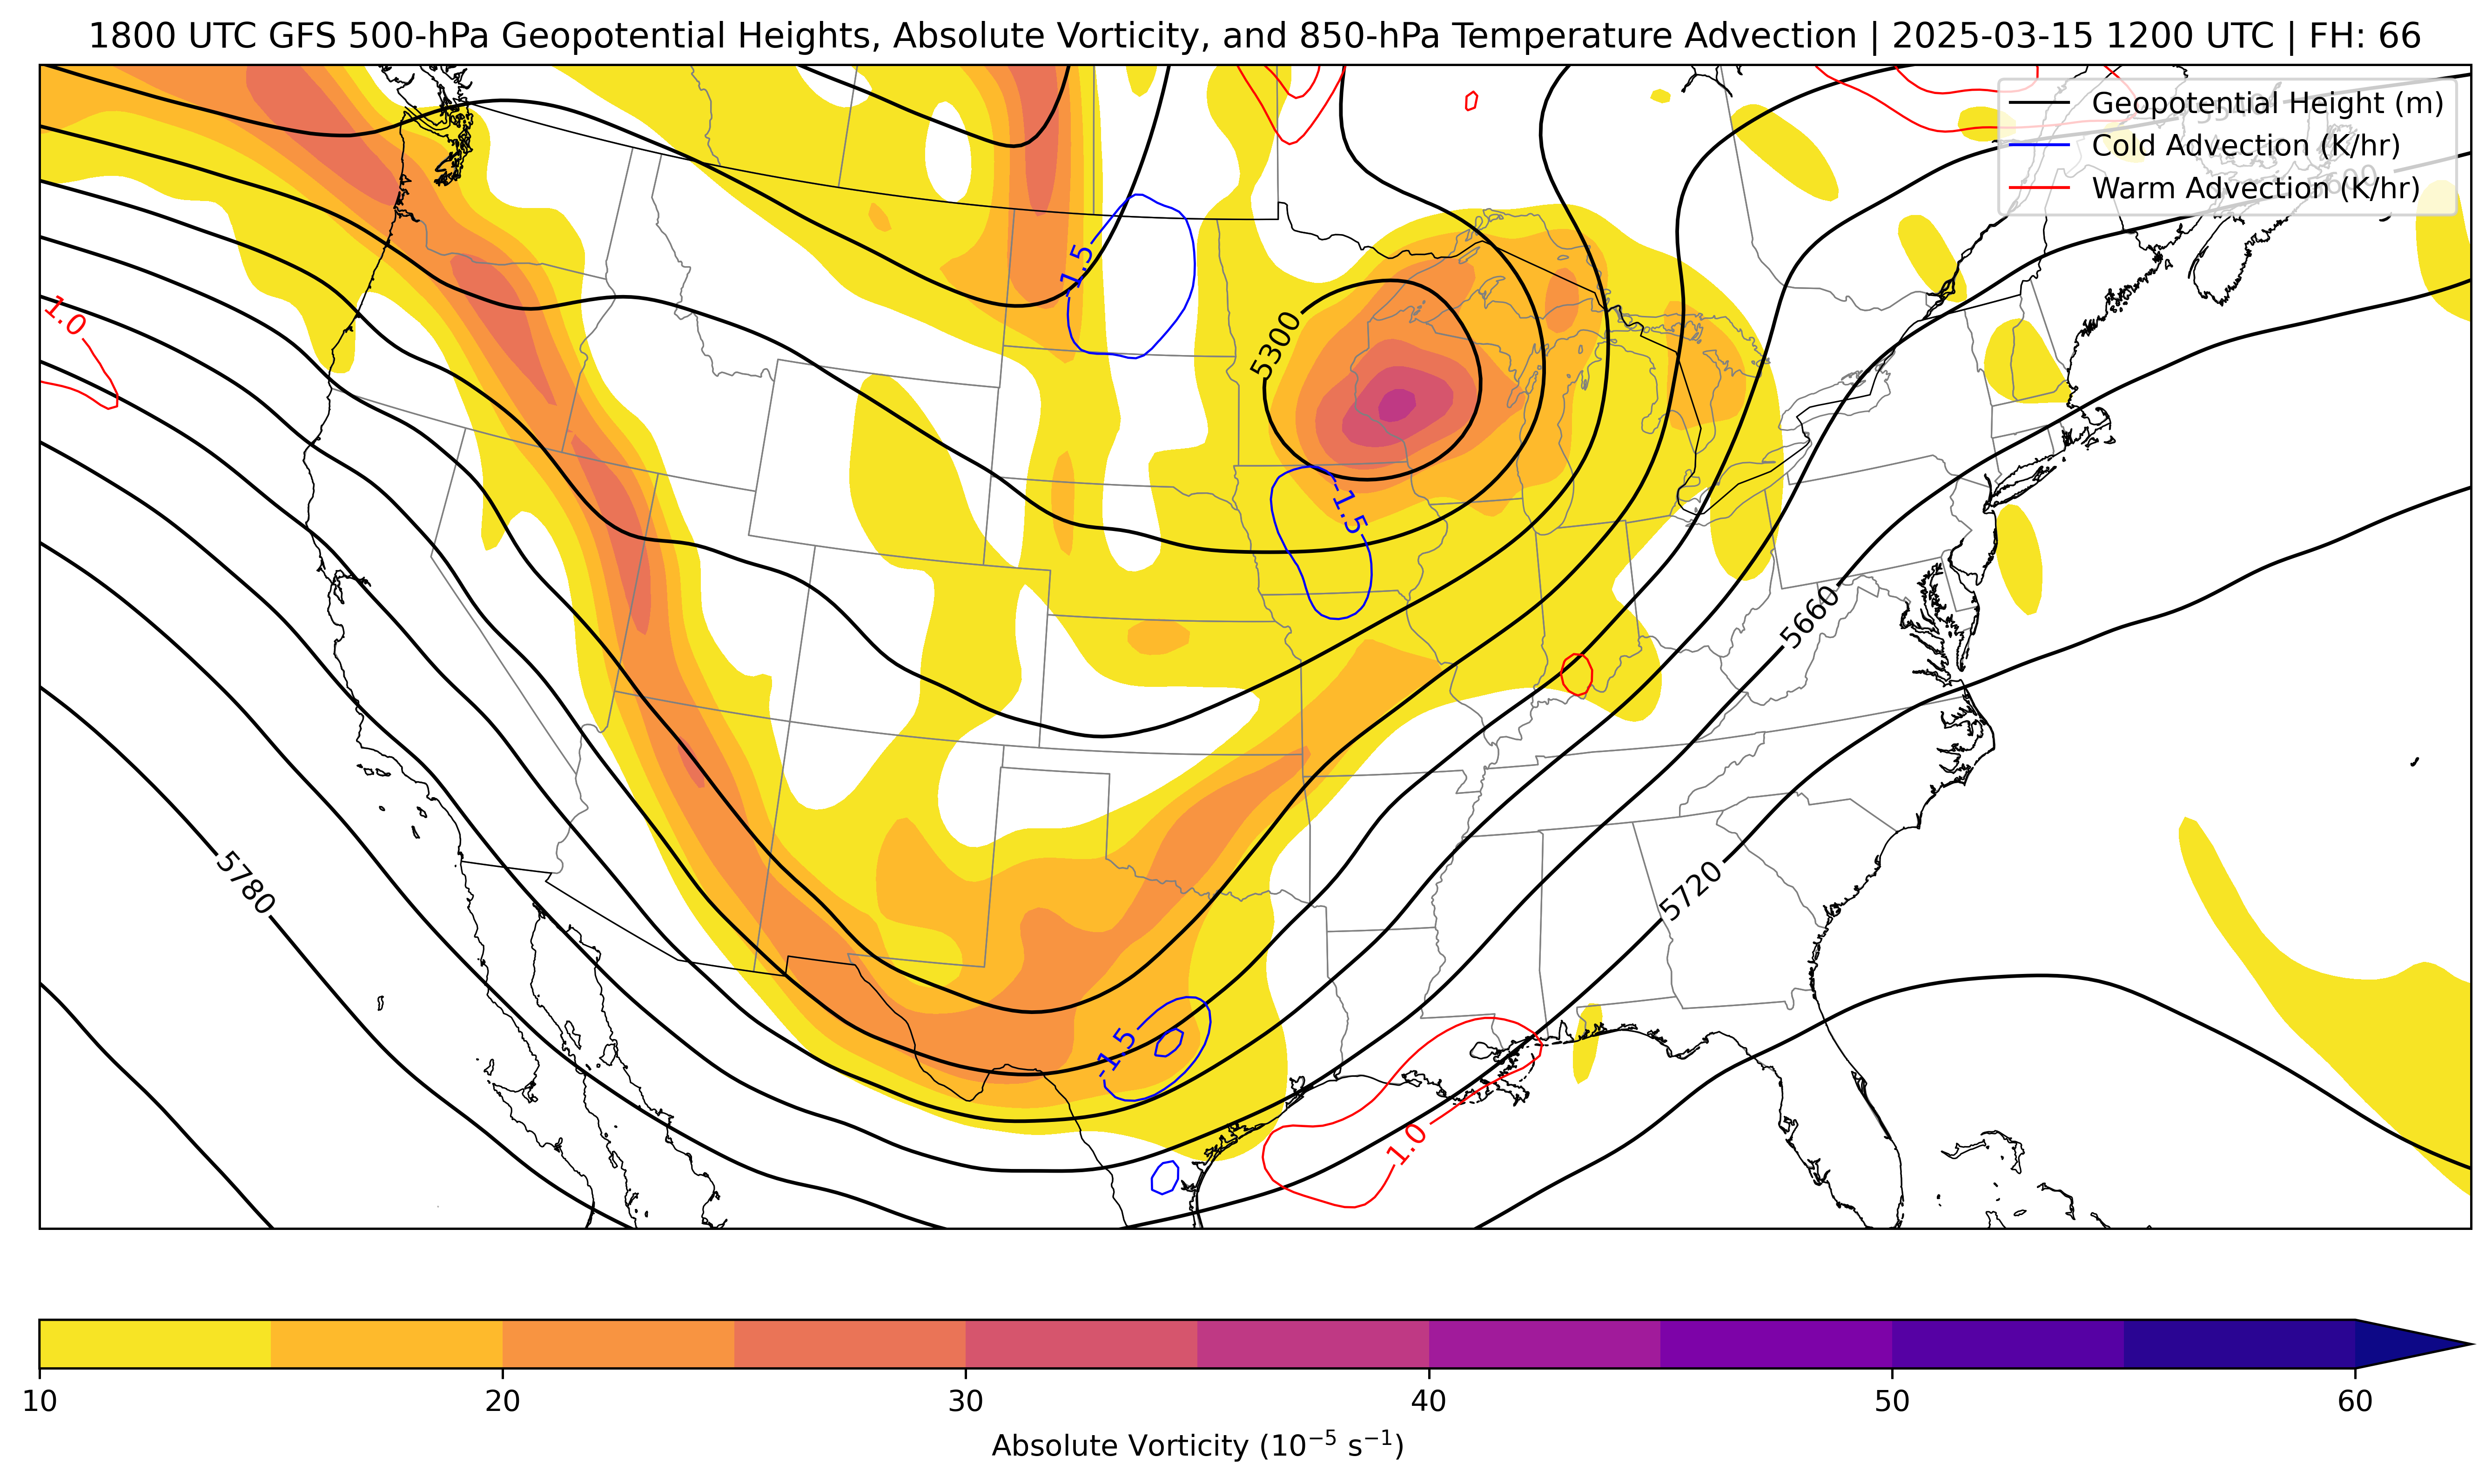 1800 UTC GFS 500-hPa Geopotential Heights, Absolute Vorticity, and 850-hPa Temperature Advection | 2025-03-15 1200 UTC | FH: 66
Geopotential Height (m)
Cold Advection (K/hr)
Warm Advection (K/hr)
5540
5600
-1.5
1.0
5300
-1.5
5660
5780
5720
-1.5
1.0
10 20 30 40 50 60
Absolute Vorticity (10⁻⁵ s⁻¹)